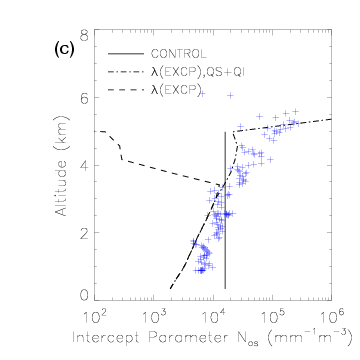 (c)
CONTROL
λ(EXCP),QS+QI
λ(EXCP)
Altitude (km)
8
6
4
2
0
10² 10³ 10⁴ 10⁵ 10⁶
Intercept Parameter Nos (mm⁻¹m⁻³)